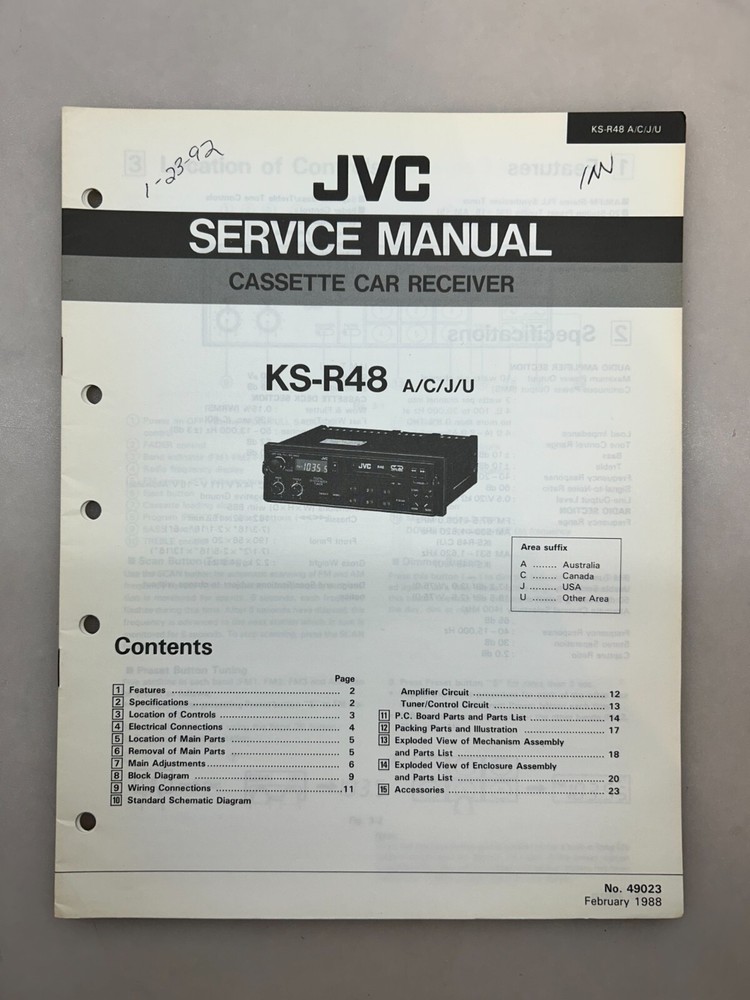 KS-R48 A/C/J/U
1-23-92
JVC
SERVICE MANUAL
CASSETTE CAR RECEIVER
KS-R48 A/C/J/U
JVC
Area suffix
A ........ Australia
C ........ Canada
J ........ USA
U ........ Other Area
Contents
Page
1 Features ........ 2
2 Specifications ........ 2
3 Location of Controls ........ 3
4 Electrical Connections ........ 4
5 Location of Main Parts ........ 5
6 Removal of Main Parts ........ 5
7 Main Adjustments ........ 6
8 Block Diagram ........ 9
9 Wiring Connections ........ 11
10 Standard Schematic Diagram
Amplifier Circuit ........ 12
Tuner/Control Circuit ........ 13
11 P.C. Board Parts and Parts List ........ 14
12 Packing Parts and Illustration ........ 17
13 Exploded View of Mechanism Assembly
and Parts List ........ 18
14 Exploded View of Enclosure Assembly
and Parts List ........ 20
15 Accessories ........ 23
No. 49023
February 1988